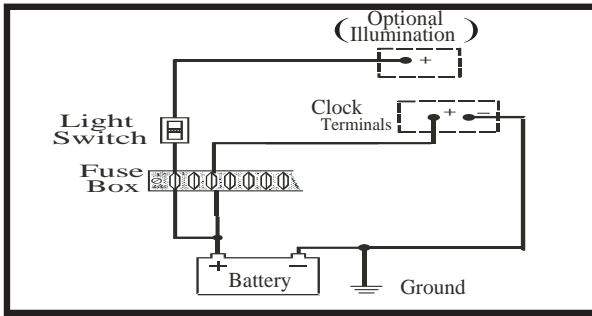 ( Optional
Illumination )
+
Clock
Terminals
+ −
Light
Switch
Fuse
Box
+ −
Battery
Ground